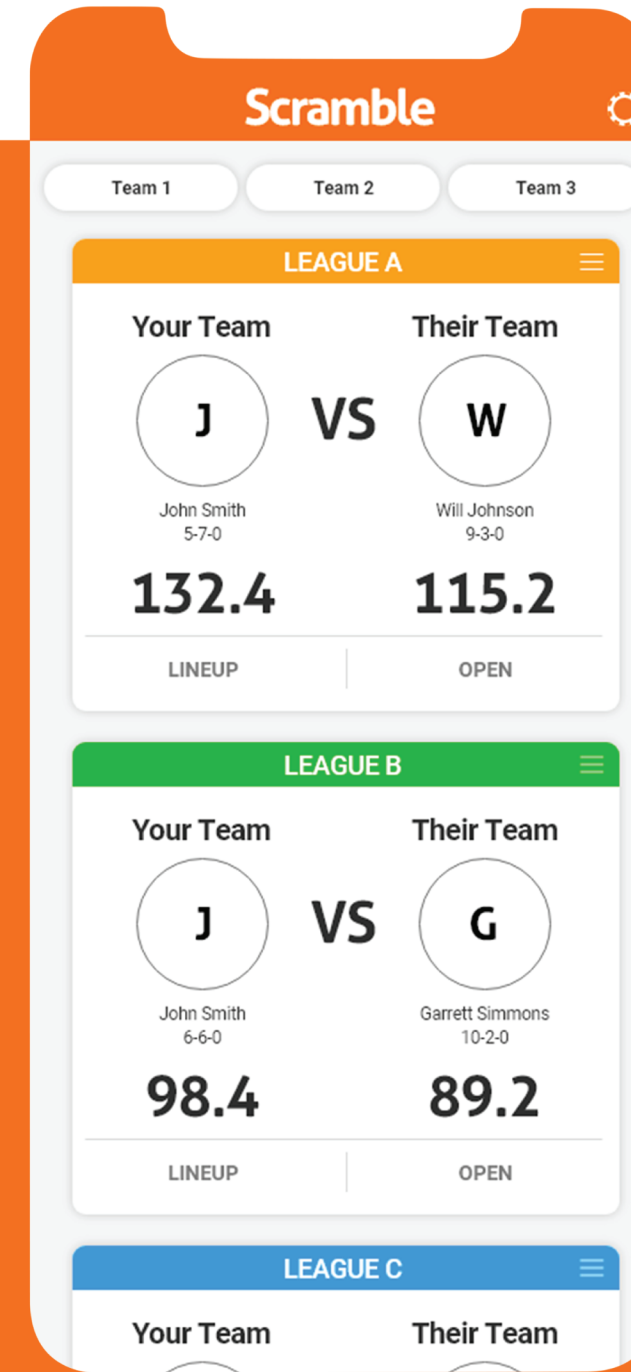 Scramble
Team 1 Team 2 Team 3
LEAGUE A
Your Team Their Team
J VS W
John Smith Will Johnson
5-7-0 9-3-0
132.4 115.2
LINEUP OPEN
LEAGUE B
Your Team Their Team
J VS G
John Smith Garrett Simmons
6-6-0 10-2-0
98.4 89.2
LINEUP OPEN
LEAGUE C
Your Team Their Team